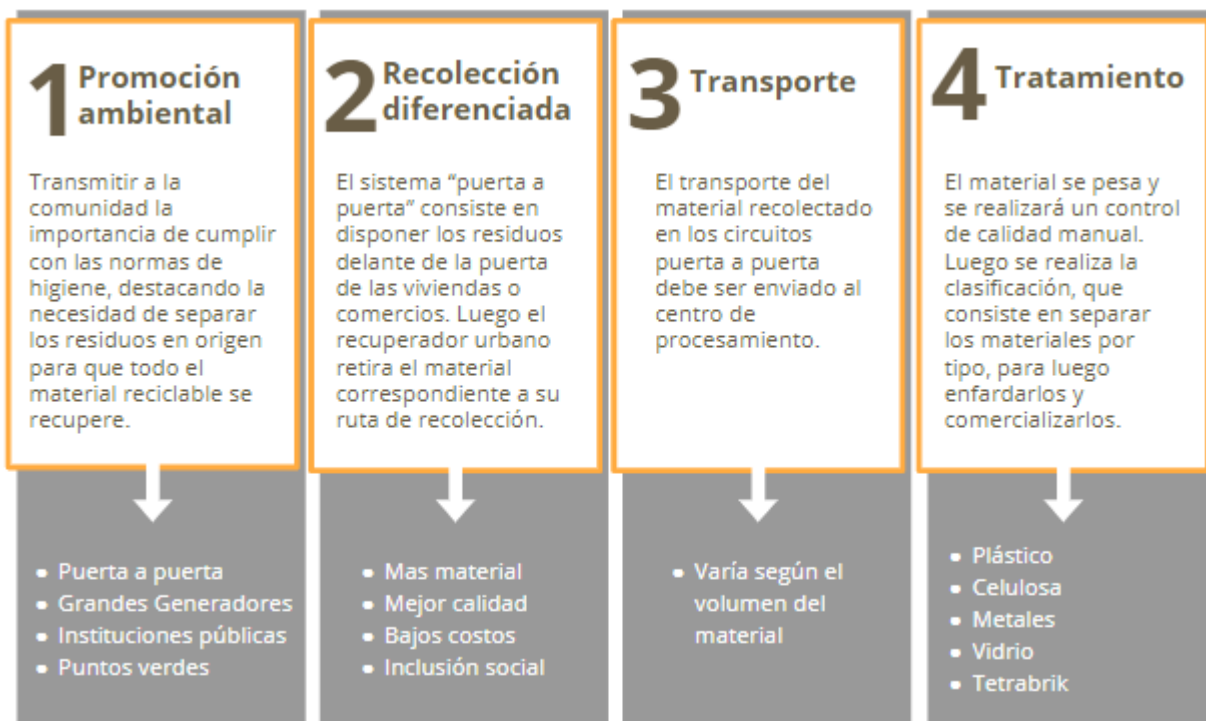 1
Promoción
ambiental
Transmitir a la
comunidad la
importancia de cumplir
con las normas de
higiene, destacando la
necesidad de separar
los residuos en origen
para que todo el
material reciclable se
recupere.
• Puerta a puerta
• Grandes Generadores
• Instituciones públicas
• Puntos verdes
2
Recolección
diferenciada
El sistema “puerta a
puerta” consiste en
disponer los residuos
delante de la puerta
de las viviendas o
comercios. Luego el
recuperador urbano
retira el material
correspondiente a su
ruta de recolección.
• Mas material
• Mejor calidad
• Bajos costos
• Inclusión social
3
Transporte
El transporte del
material recolectado
en los circuitos
puerta a puerta
debe ser enviado al
centro de
procesamiento.
• Varía según el
volumen del
material
4
Tratamiento
El material se pesa y
se realizará un control
de calidad manual.
Luego se realiza la
clasificación, que
consiste en separar
los materiales por
tipo, para luego
enfardarlos y
comercializarlos.
• Plástico
• Celulosa
• Metales
• Vidrio
• Tetrabrik